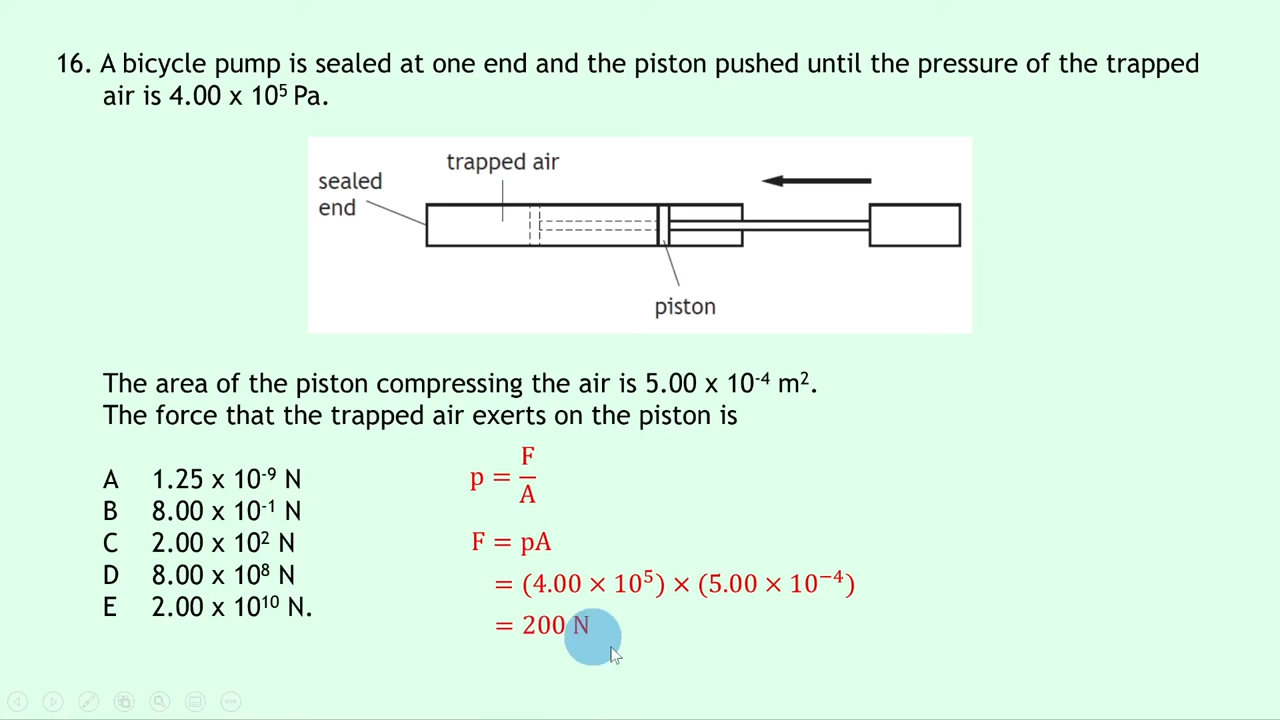 16. A bicycle pump is sealed at one end and the piston pushed until the pressure of the trapped
air is 4.00 x 10⁵ Pa.
trapped air
sealed
end
piston
The area of the piston compressing the air is 5.00 x 10⁻⁴ m².
The force that the trapped air exerts on the piston is
A 1.25 x 10⁻⁹ N
B 8.00 x 10⁻¹ N
C 2.00 x 10² N
D 8.00 x 10⁸ N
E 2.00 x 10¹⁰ N.
p = F/A
F = pA
= (4.00 × 10⁵) × (5.00 × 10⁻⁴)
= 200 N